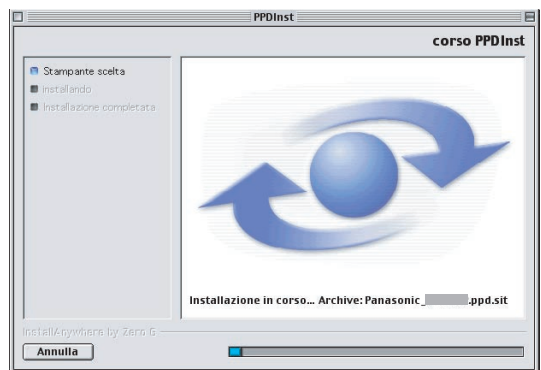 PPDInst
corso PPDInst
Stampante scelta
installando
Installazione completata
Installazione in corso... Archive: Panasonic_ .ppd.sit
InstallAnywhere by Zero G
Annulla